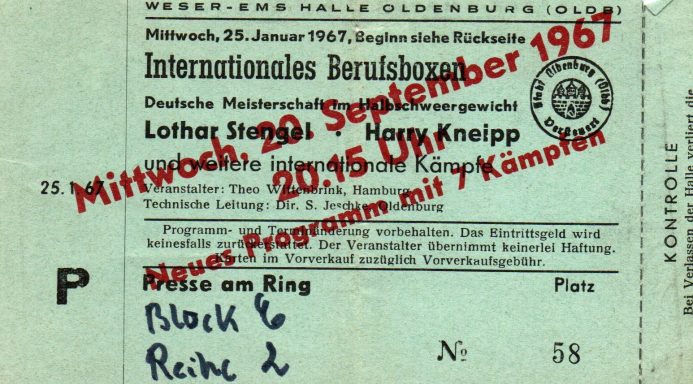 WESER-EMS HALLE OLDENBURG (OLDB)
Mittwoch, 25. Januar 1967, Beginn siehe Rückseite
Internationales Berufsboxen
Deutsche Meisterschaft im Halbschwergewicht
Lothar Stengel · Harry Kneipp
und weitere internationale Kämpfe
25.1.67
Veranstalter: Theo Wittenbrink, Hamburg
Technische Leitung: Dir. S. Jeschke, Oldenburg
Mittwoch, 20. September 1967
20.15 Uhr
Neues Programm mit 7 Kämpfen
Stadt Oldenburg (Oldb)
Programm- und Terminänderung vorbehalten. Das Eintrittsgeld wird
keinesfalls zurückerstattet. Der Veranstalter übernimmt keinerlei Haftung.
Karten im Vorverkauf zuzüglich Vorverkaufsgebühr.
P
Presse am Ring
Platz
Block
Reihe 2
No 58
KONTROLLE
Bei Verlassen der Halle verliert die